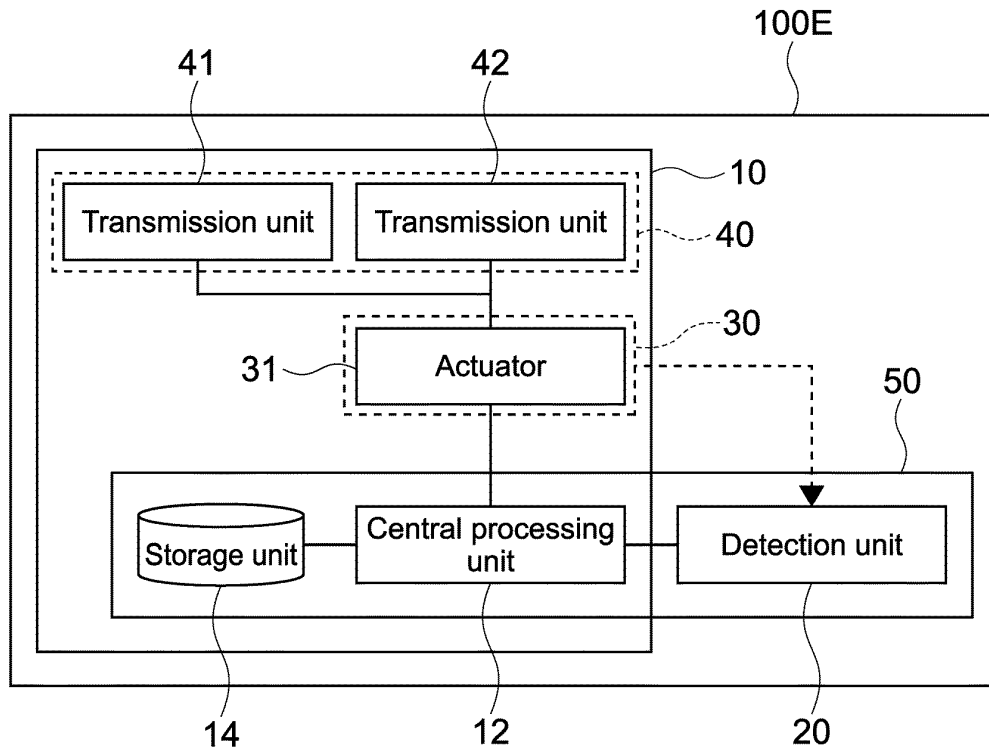 100E
41
42
10
Transmission unit
Transmission unit
40
30
31
Actuator
50
Storage unit
Central processing
unit
Detection unit
14
12
20